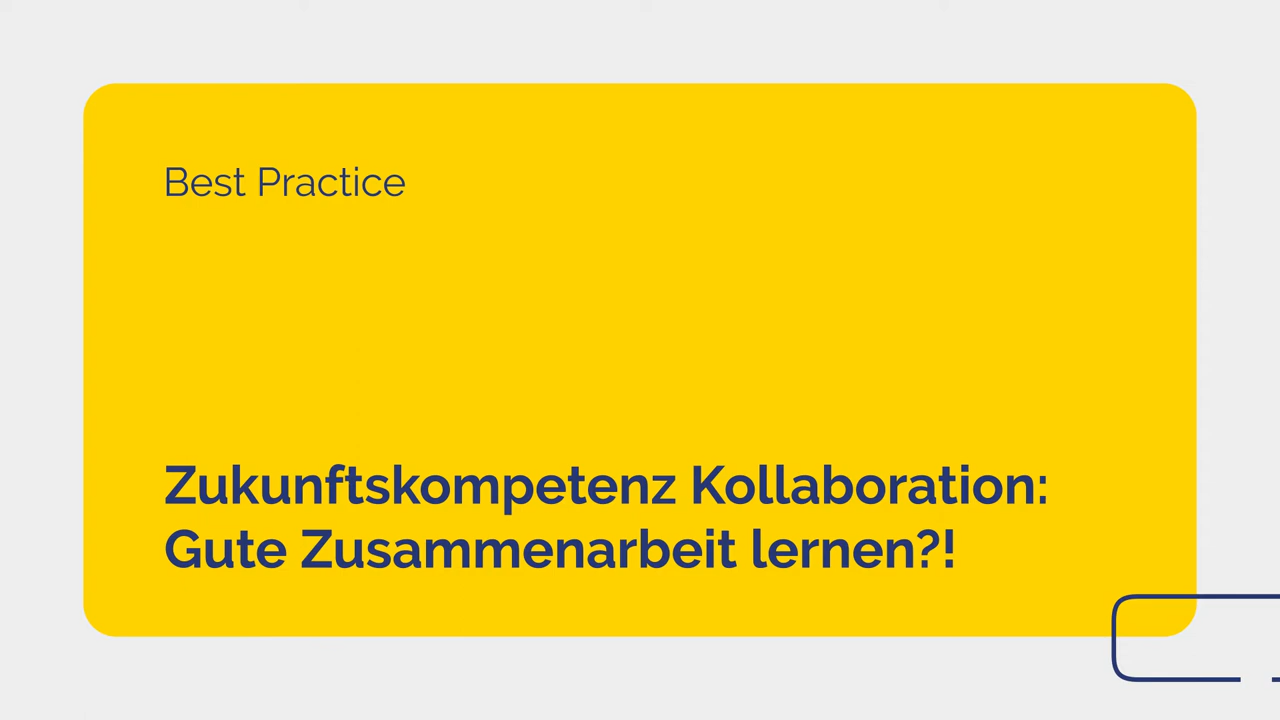 Best Practice
Zukunftskompetenz Kollaboration:
Gute Zusammenarbeit lernen?!